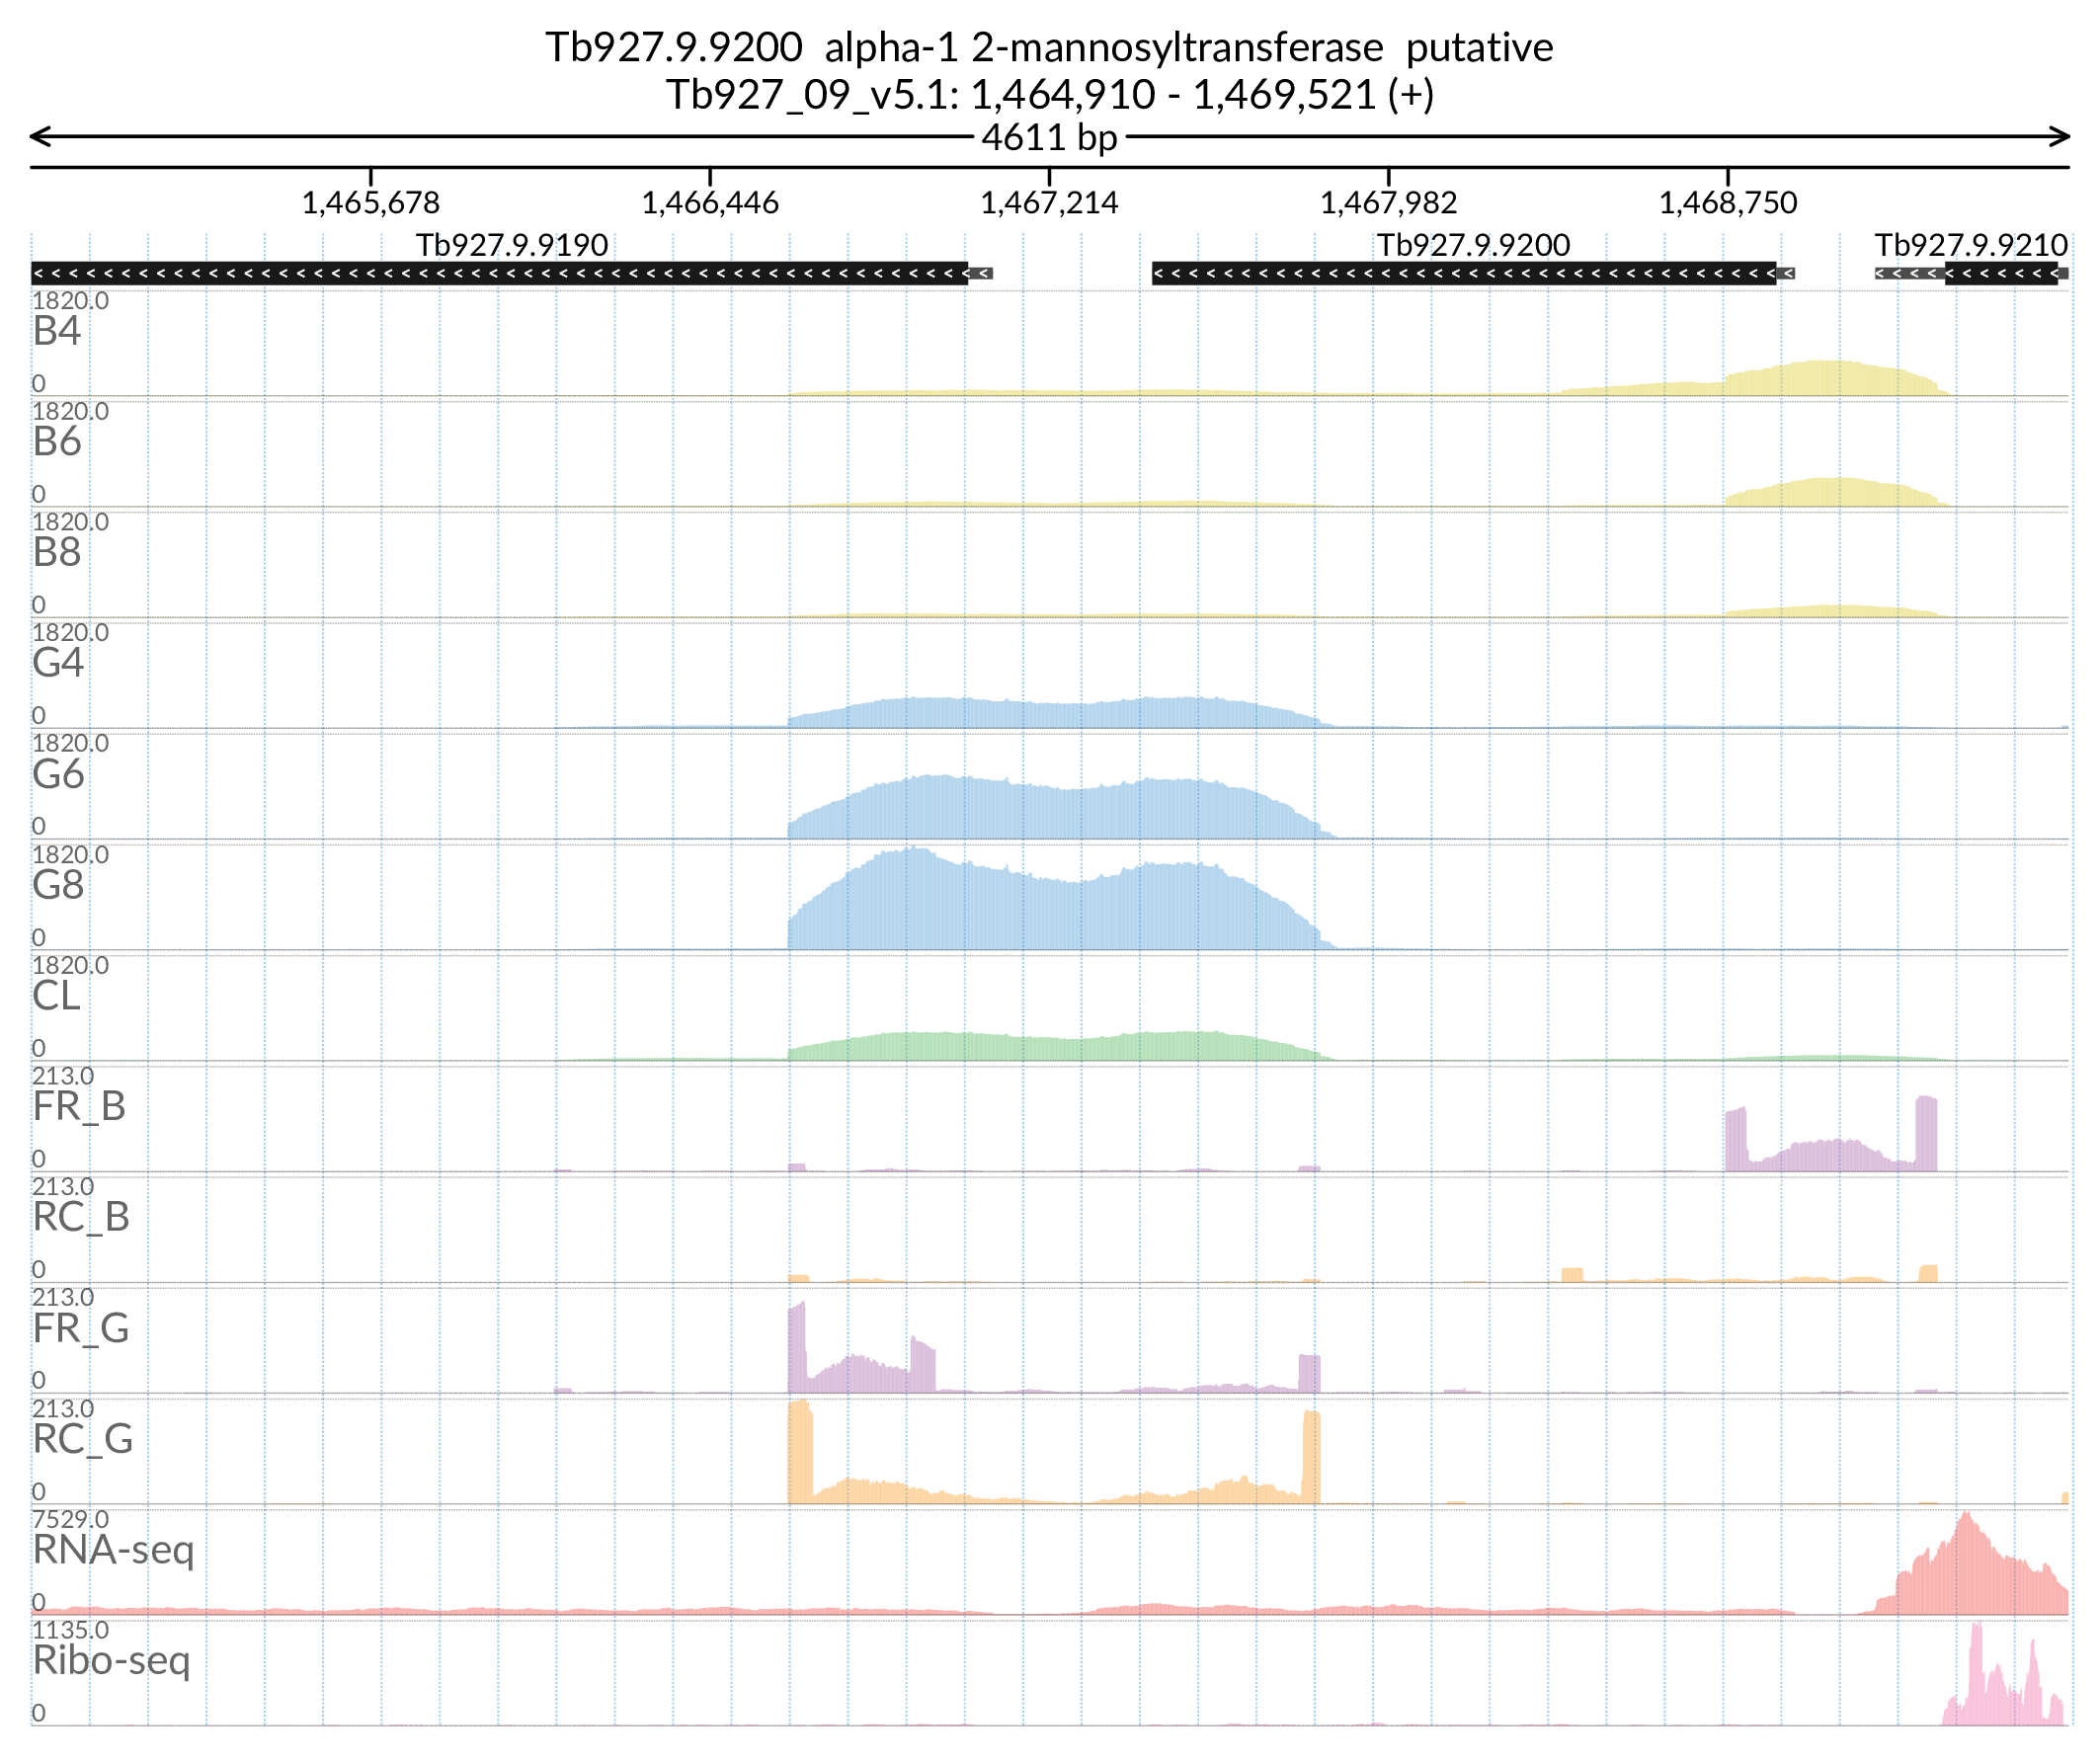 Tb927.9.9200 alpha-1 2-mannosyltransferase putative
Tb927_09_v5.1: 1,464,910 - 1,469,521 (+)
4611 bp
1,465,678 1,466,446 1,467,214 1,467,982 1,468,750
Tb927.9.9190 Tb927.9.9200 Tb927.9.9210
1820.0
B4
0
1820.0
B6
0
1820.0
B8
0
1820.0
G4
0
1820.0
G6
0
1820.0
G8
0
1820.0
CL
0
213.0
FR_B
0
213.0
RC_B
0
213.0
FR_G
0
213.0
RC_G
0
7529.0
RNA-seq
0
1135.0
Ribo-seq
0